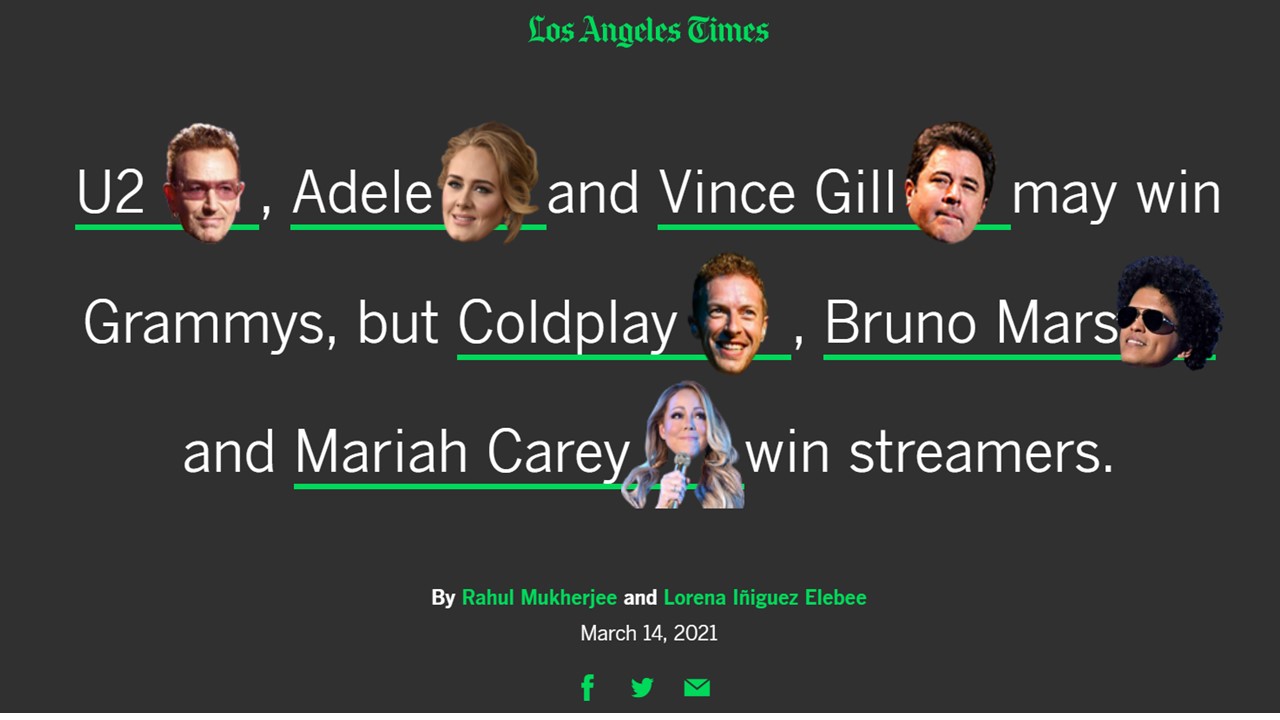 Los Angeles Times
U2 , Adele and Vince Gill may win
Grammys, but Coldplay , Bruno Mars
and Mariah Carey win streamers.
By Rahul Mukherjee and Lorena Iñiguez Elebee
March 14, 2021